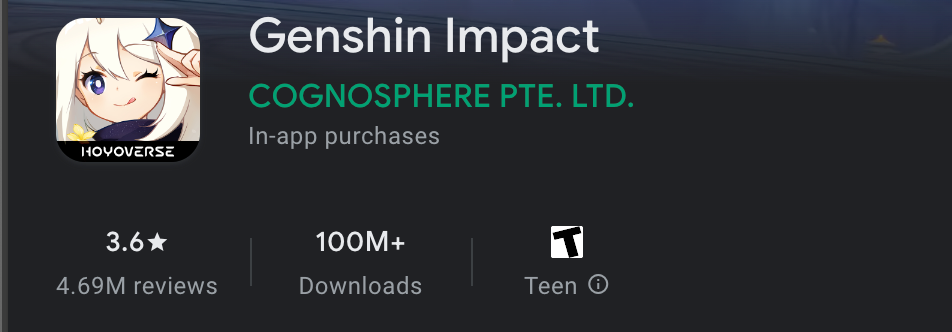 Genshin Impact
COGNOSPHERE PTE. LTD.
In-app purchases
HOYOVERSE
3.6★
4.69M reviews
100M+
Downloads
T
Teen